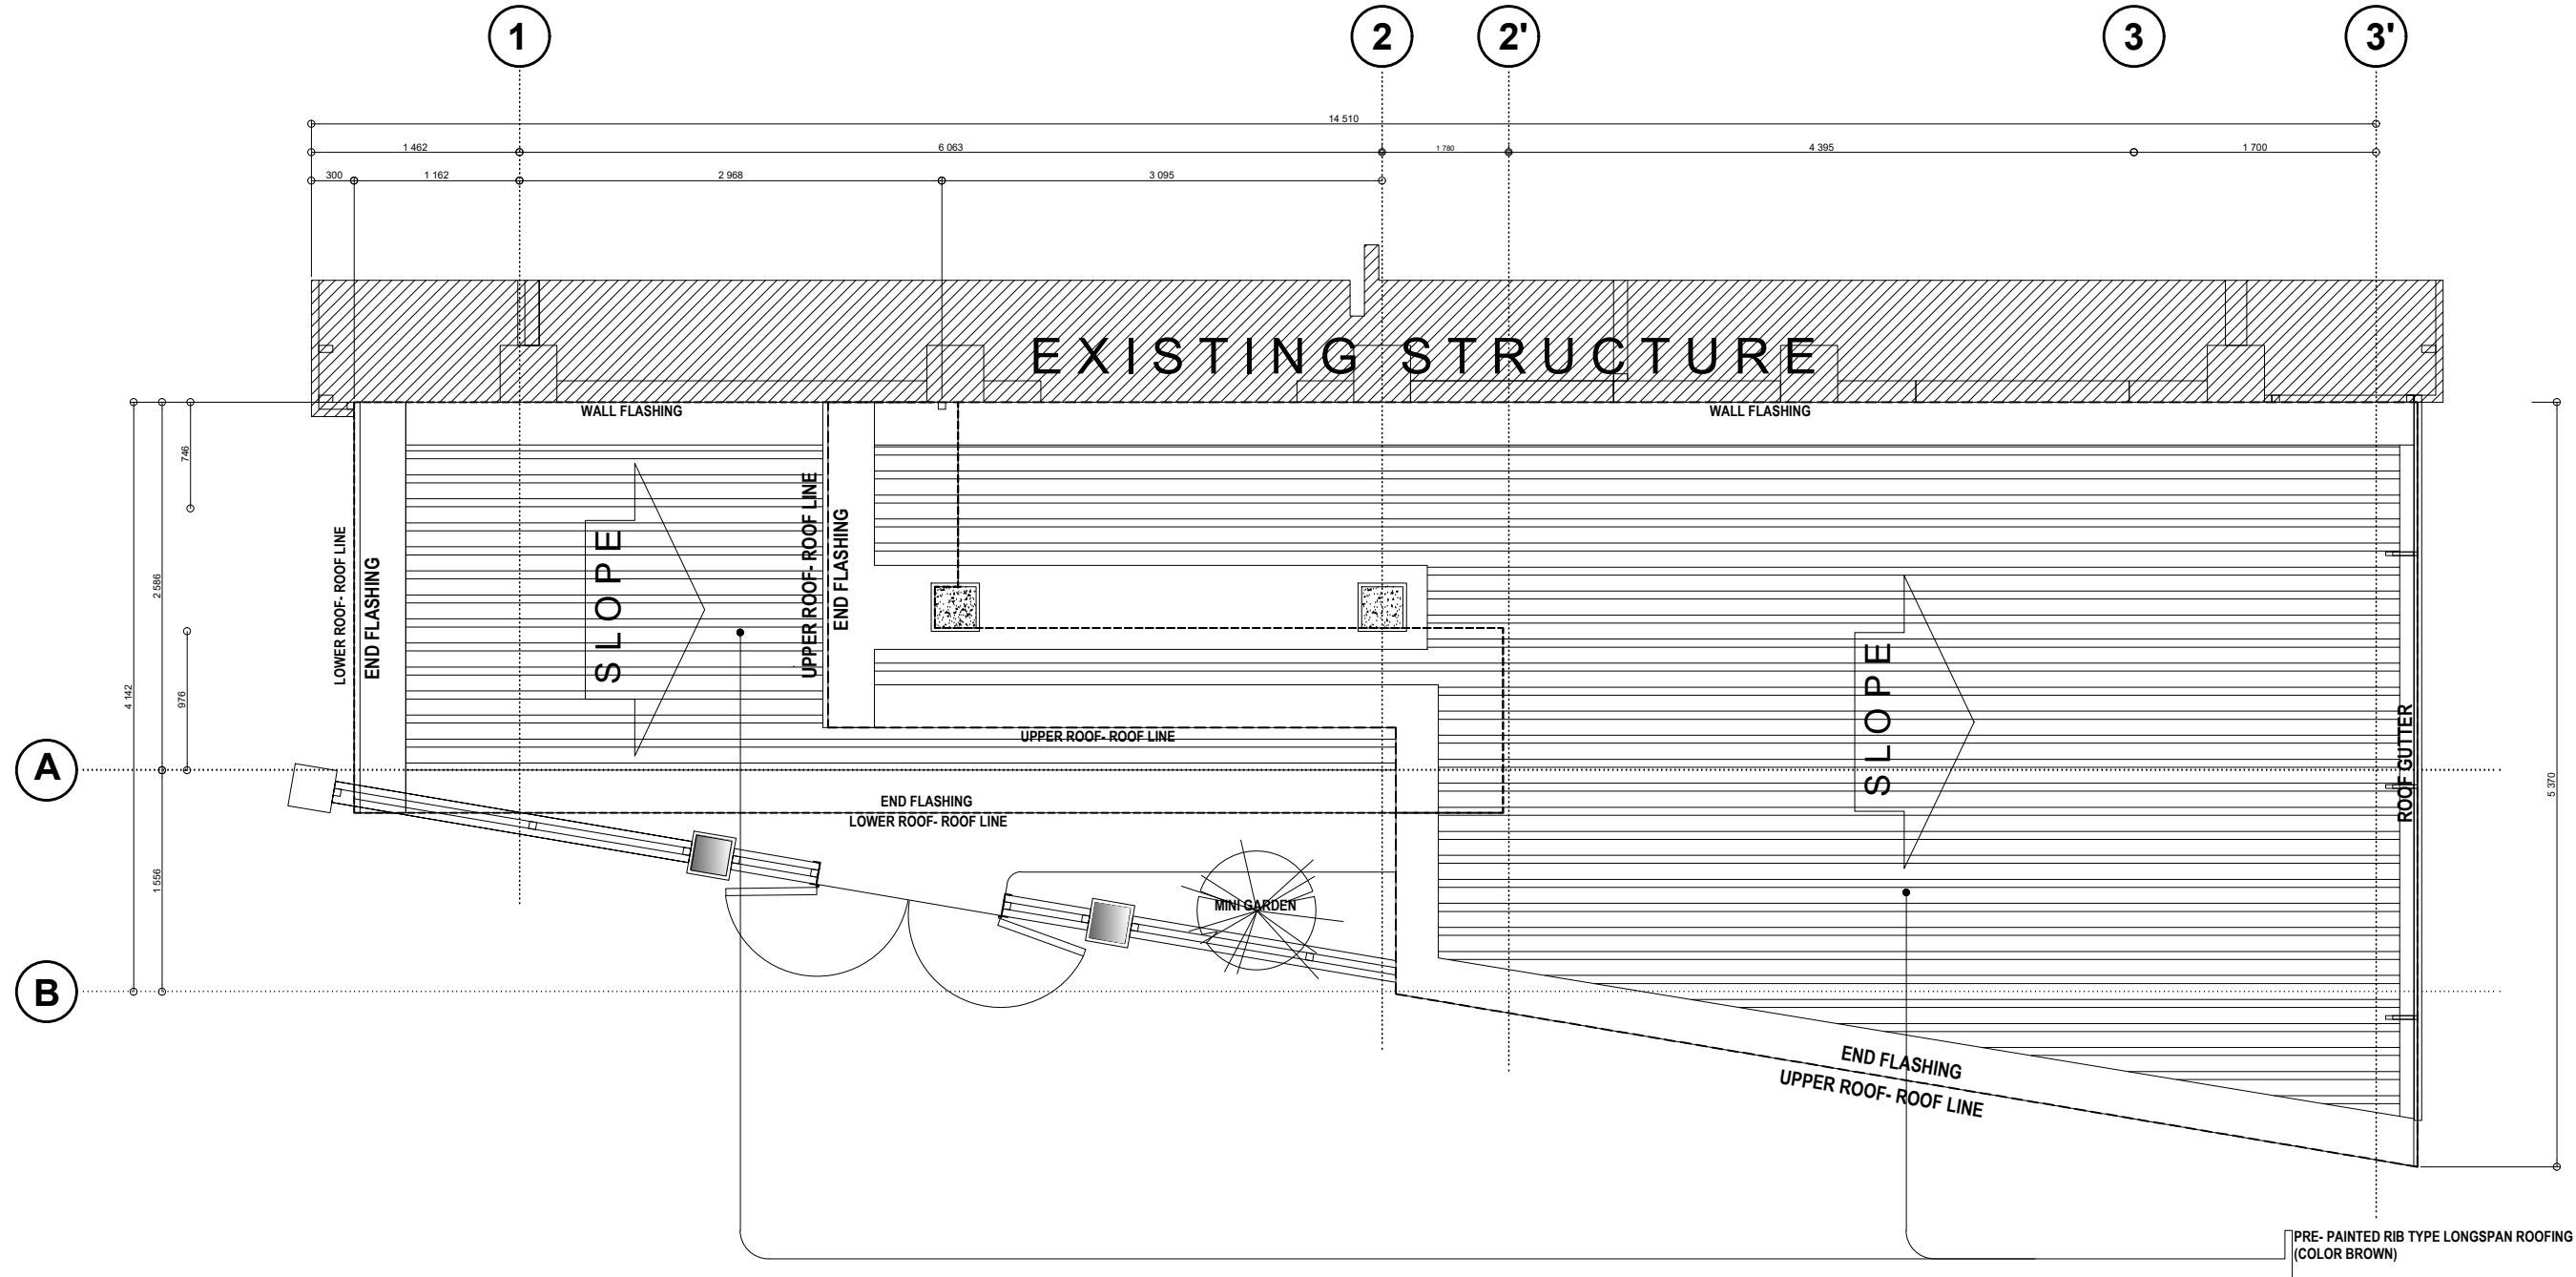 1
2
2'
3
3'
14 510
1 462
6 063
1 780
4 395
1 700
300
1 162
2 968
3 095
EXISTING STRUCTURE
WALL FLASHING
WALL FLASHING
746
2 586
4 142
976
1 556
5 370
LOWER ROOF- ROOF LINE
END FLASHING
SLOPE
UPPER ROOF- ROOF LINE
END FLASHING
SLOPE
ROOF GUTTER
UPPER ROOF- ROOF LINE
A
END FLASHING
LOWER ROOF- ROOF LINE
MINI GARDEN
B
END FLASHING
UPPER ROOF- ROOF LINE
PRE- PAINTED RIB TYPE LONGSPAN ROOFING
(COLOR BROWN)